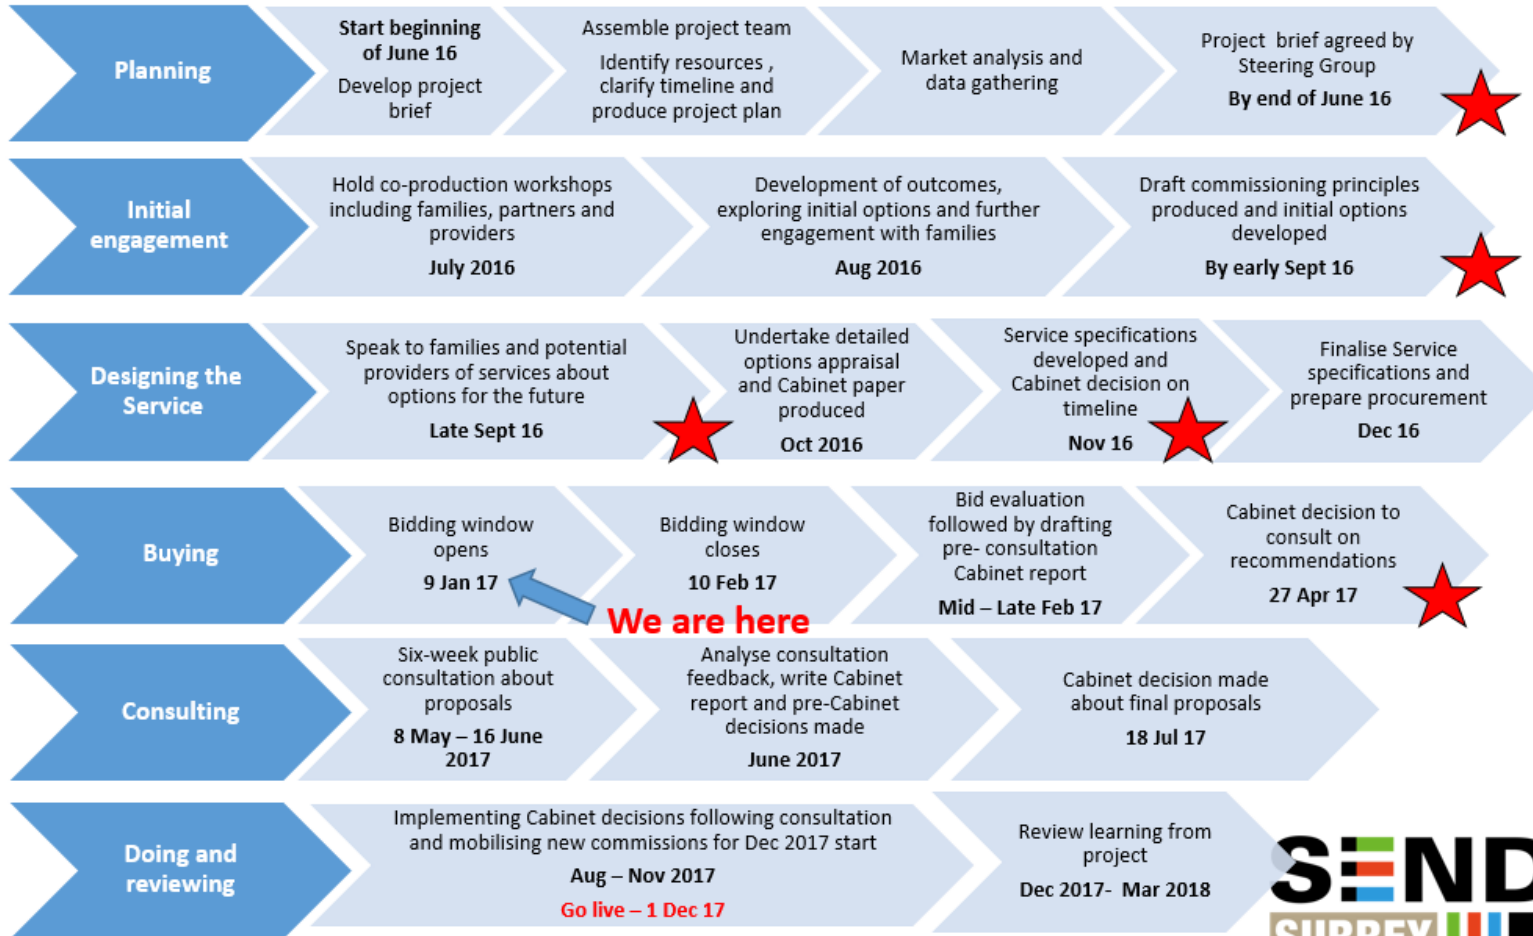 Planning
Start beginning
of June 16
Develop project
brief
Assemble project team
Identify resources ,
clarify timeline and
produce project plan
Market analysis and
data gathering
Project brief agreed by
Steering Group
By end of June 16
Initial
engagement
Hold co-production workshops
including families, partners and
providers
July 2016
Development of outcomes,
exploring initial options and further
engagement with families
Aug 2016
Draft commissioning principles
produced and initial options
developed
By early Sept 16
Designing the
Service
Speak to families and potential
providers of services about
options for the future
Late Sept 16
Undertake detailed
options appraisal
and Cabinet paper
produced
Oct 2016
Service specifications
developed and
Cabinet decision on
timeline
Nov 16
Finalise Service
specifications and
prepare procurement
Dec 16
Buying
Bidding window
opens
9 Jan 17
Bidding window
closes
10 Feb 17
Bid evaluation
followed by drafting
pre- consultation
Cabinet report
Mid – Late Feb 17
Cabinet decision to
consult on
recommendations
27 Apr 17
We are here
Consulting
Six-week public
consultation about
proposals
8 May – 16 June
2017
Analyse consultation
feedback, write Cabinet
report and pre-Cabinet
decisions made
June 2017
Cabinet decision made
about final proposals
18 Jul 17
Doing and
reviewing
Implementing Cabinet decisions following consultation
and mobilising new commissions for Dec 2017 start
Aug – Nov 2017
Go live – 1 Dec 17
Review learning from
project
Dec 2017- Mar 2018
SEND
SURREY